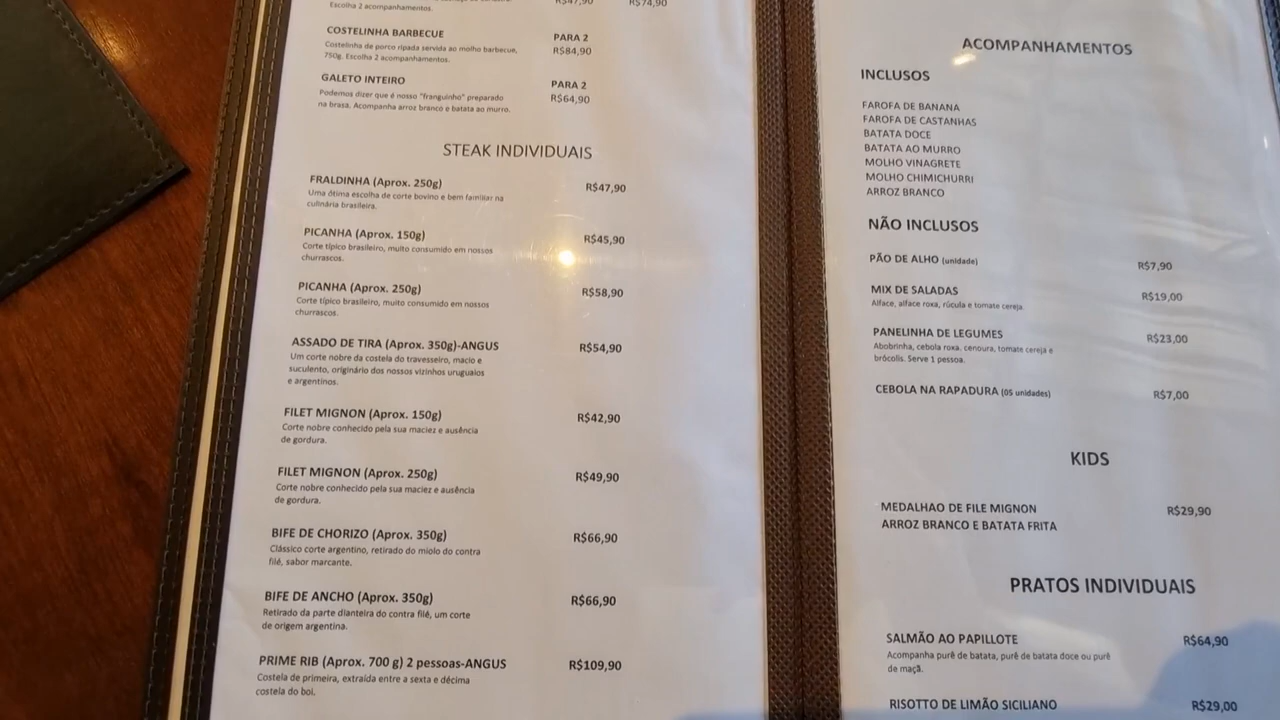 Escolha 2 acompanhamentos.
R$47,90 R$74,90
COSTELINHA BARBECUE PARA 2
Costelinha de porco ripada servida ao molho barbecue, R$84,90
750g. Escolha 2 acompanhamentos.
GALETO INTEIRO PARA 2
Podemos dizer que é nosso "franguinho" preparado R$64,90
na brasa. Acompanha arroz branco e batata ao murro.
STEAK INDIVIDUAIS
FRALDINHA (Aprox. 250g) R$47,90
Uma ótima escolha de corte bovino e bem familiar na
culinária brasileira.
PICANHA (Aprox. 150g) R$45,90
Corte típico brasileiro, muito consumido em nossos
churrascos.
PICANHA (Aprox. 250g) R$58,90
Corte típico brasileiro, muito consumido em nossos
churrascos.
ASSADO DE TIRA (Aprox. 350g)-ANGUS R$54,90
Um corte nobre da costela do travesseiro, macio e
suculento, originário dos nossos vizinhos uruguaios
e argentinos.
FILET MIGNON (Aprox. 150g) R$42,90
Corte nobre conhecido pela sua maciez e ausência
de gordura.
FILET MIGNON (Aprox. 250g) R$49,90
Corte nobre conhecido pela sua maciez e ausência
de gordura.
BIFE DE CHORIZO (Aprox. 350g) R$66,90
Clássico corte argentino, retirado do miolo do contra
filé, sabor marcante.
BIFE DE ANCHO (Aprox. 350g) R$66,90
Retirado da parte dianteira do contra filé, um corte
de origem argentina.
PRIME RIB (Aprox. 700 g) 2 pessoas-ANGUS R$109,90
Costela de primeira, extraída entre a sexta e décima
costela do boi.
ACOMPANHAMENTOS
INCLUSOS
FAROFA DE BANANA
FAROFA DE CASTANHAS
BATATA DOCE
BATATA AO MURRO
MOLHO VINAGRETE
MOLHO CHIMICHURRI
ARROZ BRANCO
NÃO INCLUSOS
PÃO DE ALHO (unidade) R$7,90
MIX DE SALADAS R$19,00
Alface, alface roxa, rúcula e tomate cereja
PANELINHA DE LEGUMES R$23,00
Abobrinha, cebola roxa, cenoura, tomate cereja e
brócolis. Serve 1 pessoa.
CEBOLA NA RAPADURA (05 unidades) R$7,00
KIDS
MEDALHAO DE FILE MIGNON R$29,90
ARROZ BRANCO E BATATA FRITA
PRATOS INDIVIDUAIS
SALMÃO AO PAPILLOTE R$64,90
Acompanha purê de batata, purê de batata doce ou purê
de maçã.
RISOTTO DE LIMÃO SICILIANO R$29,00